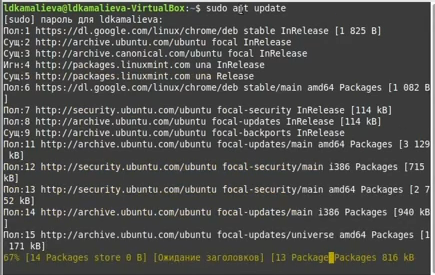 ldkamalieva@ldkamalieva-VirtualBox:~$ sudo apt update
[sudo] пароль для ldkamalieva:
Пол:1 https://dl.google.com/linux/chrome/deb stable InRelease [1 825 B]
Сущ:2 http://archive.ubuntu.com/ubuntu focal InRelease
Сущ:3 http://archive.canonical.com/ubuntu focal InRelease
Игн:4 http://packages.linuxmint.com una InRelease
Сущ:5 http://packages.linuxmint.com una Release
Пол:6 https://dl.google.com/linux/chrome/deb stable/main amd64 Packages [1 082 B
]
Пол:7 http://security.ubuntu.com/ubuntu focal-security InRelease [114 kB]
Пол:8 http://archive.ubuntu.com/ubuntu focal-updates InRelease [114 kB]
Сущ:9 http://archive.ubuntu.com/ubuntu focal-backports InRelease
Пол:11 http://archive.ubuntu.com/ubuntu focal-updates/main amd64 Packages [3 129
 kB]
Пол:12 http://security.ubuntu.com/ubuntu focal-security/main i386 Packages [715
kB]
Пол:13 http://security.ubuntu.com/ubuntu focal-security/main amd64 Packages [2 7
52 kB]
Пол:14 http://archive.ubuntu.com/ubuntu focal-updates/main i386 Packages [940 kB
]
Пол:15 http://archive.ubuntu.com/ubuntu focal-updates/universe amd64 Packages [1
 171 kB]
67% [14 Packages store 0 B] [Ожидание заголовков] [13 Package Packages 816 kB